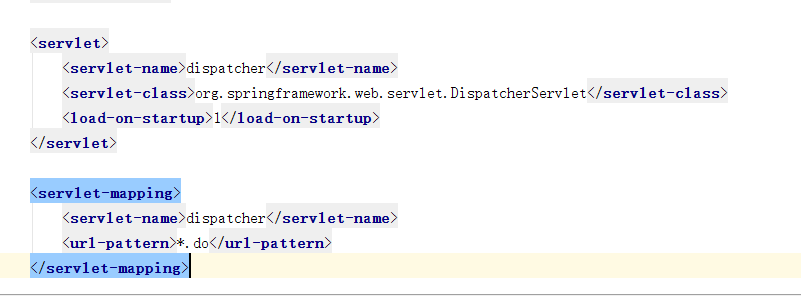 <servlet>
<servlet-name>dispatcher</servlet-name>
<servlet-class>org.springframework.web.servlet.DispatcherServlet</servlet-class>
<load-on-startup>1</load-on-startup>
</servlet>
<servlet-mapping>
<servlet-name>dispatcher</servlet-name>
<url-pattern>*.do</url-pattern>
</servlet-mapping>